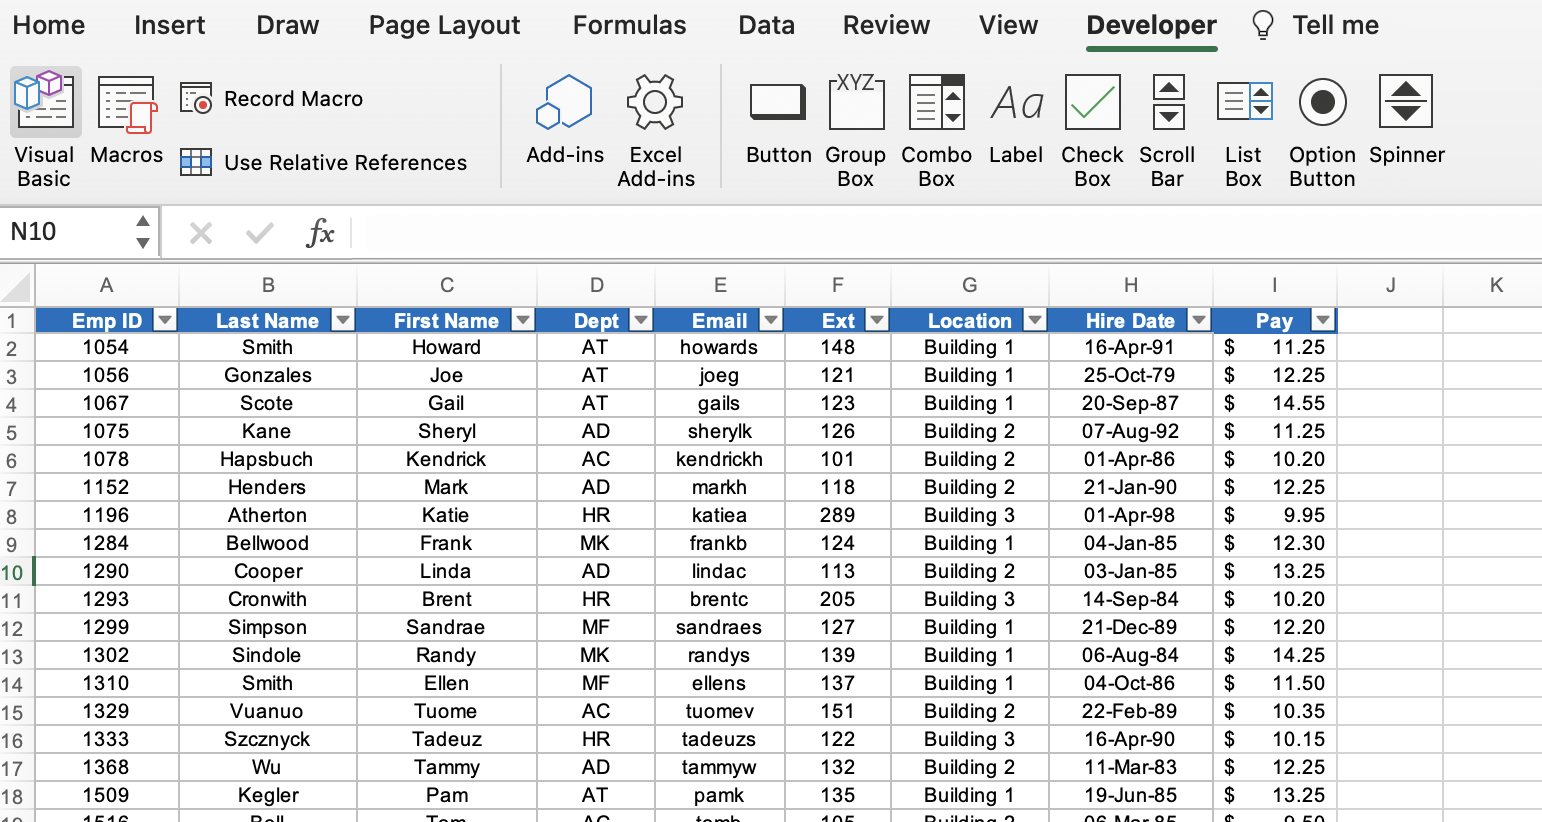 Home Insert Draw Page Layout Formulas Data Review View Developer Tell me
Visual Basic Macros Record Macro Use Relative References Add-ins Excel Add-ins Button XYZ Group Box Combo Box Aa Label Check Box Scroll Bar List Box Option Button Spinner
N10 fx
A B C D E F G H I J K
1 Emp ID Last Name First Name Dept Email Ext Location Hire Date Pay
2 1054 Smith Howard AT howards 148 Building 1 16-Apr-91 $ 11.25
3 1056 Gonzales Joe AT joeg 121 Building 1 25-Oct-79 $ 12.25
4 1067 Scote Gail AT gails 123 Building 1 20-Sep-87 $ 14.55
5 1075 Kane Sheryl AD sherylk 126 Building 2 07-Aug-92 $ 11.25
6 1078 Hapsbuch Kendrick AC kendrickh 101 Building 2 01-Apr-86 $ 10.20
7 1152 Henders Mark AD markh 118 Building 2 21-Jan-90 $ 12.25
8 1196 Atherton Katie HR katiea 289 Building 3 01-Apr-98 $ 9.95
9 1284 Bellwood Frank MK frankb 124 Building 1 04-Jan-85 $ 12.30
10 1290 Cooper Linda AD lindac 113 Building 2 03-Jan-85 $ 13.25
11 1293 Cronwith Brent HR brentc 205 Building 3 14-Sep-84 $ 10.20
12 1299 Simpson Sandrae MF sandraes 127 Building 1 21-Dec-89 $ 12.20
13 1302 Sindole Randy MK randys 139 Building 1 06-Aug-84 $ 14.25
14 1310 Smith Ellen MF ellens 137 Building 1 04-Oct-86 $ 11.50
15 1329 Vuanuo Tuome AC tuomev 151 Building 2 22-Feb-89 $ 10.35
16 1333 Szcznyck Tadeuz HR tadeuzs 122 Building 3 16-Apr-90 $ 10.15
17 1368 Wu Tammy AD tammyw 132 Building 2 11-Mar-83 $ 12.25
18 1509 Kegler Pam AT pamk 135 Building 1 19-Jun-85 $ 13.25